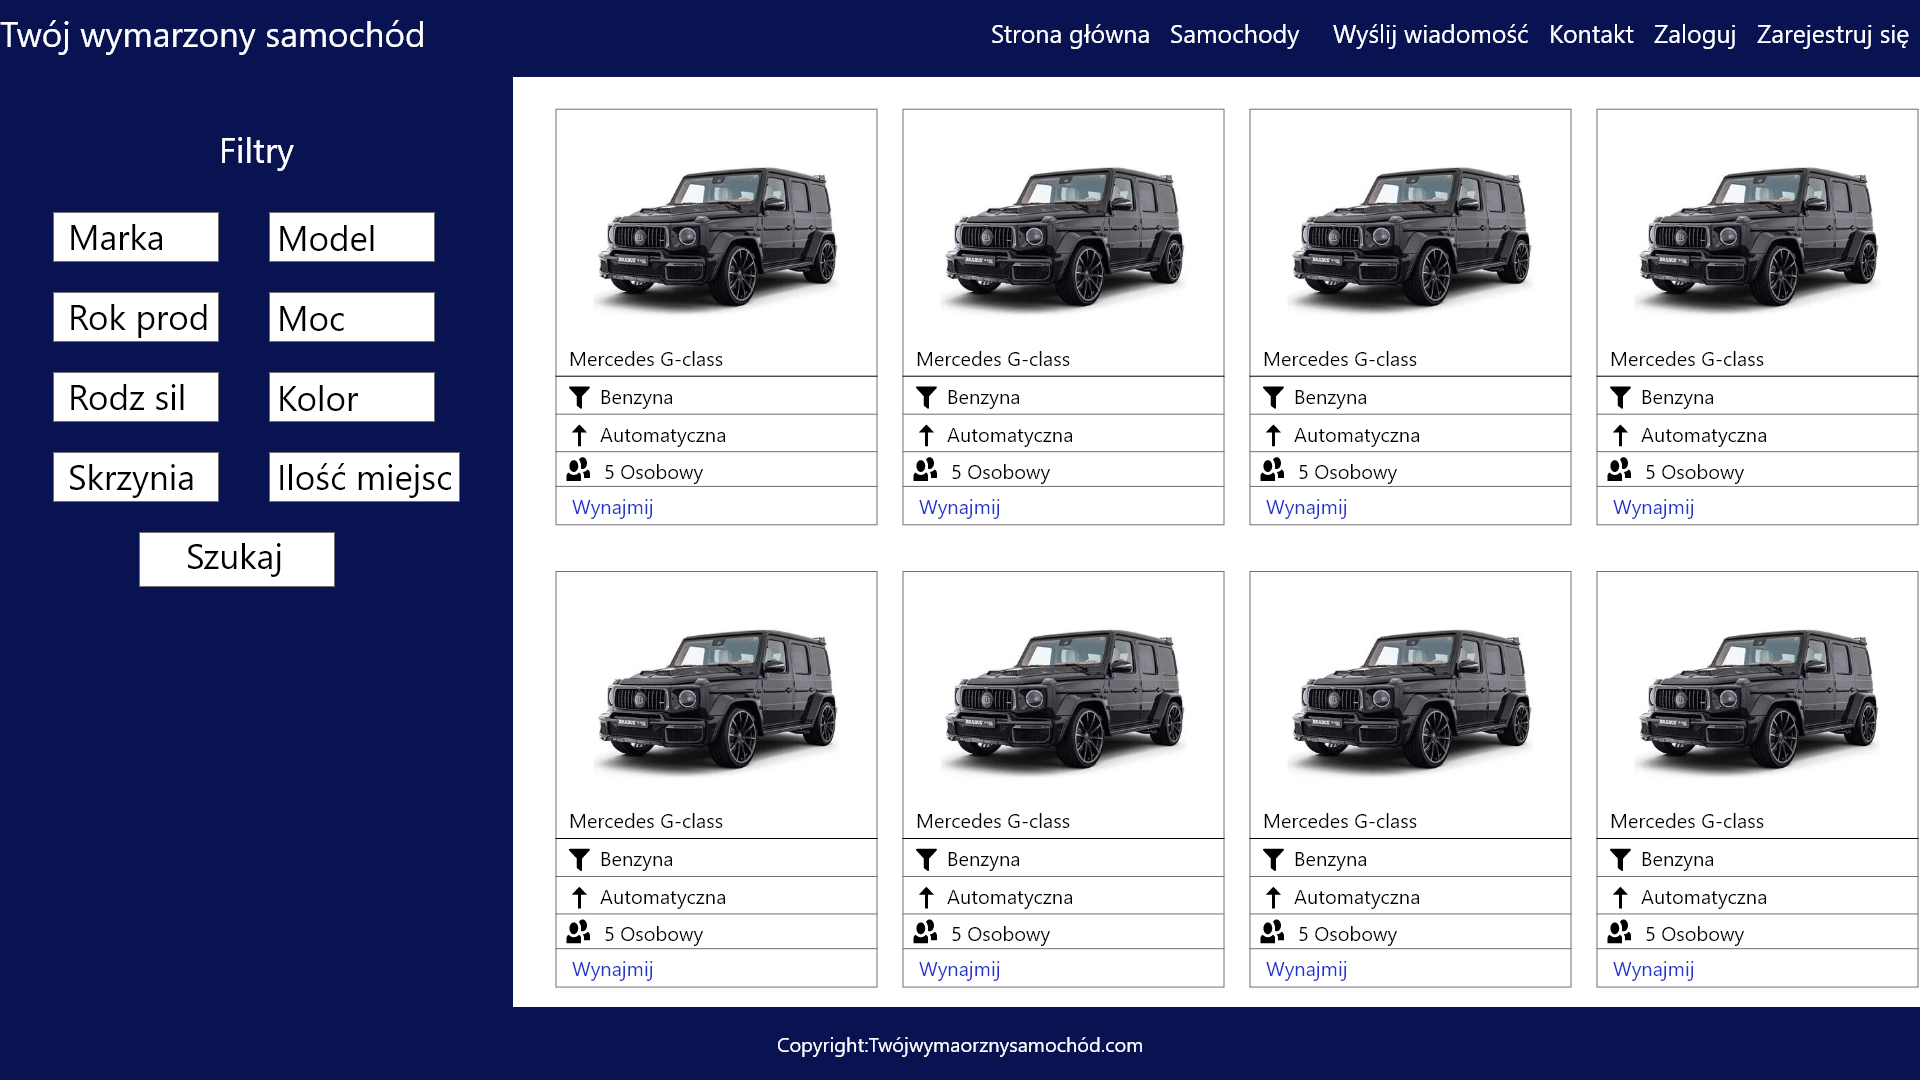 Twój wymarzony samochód
Strona główna Samochody Wyślij wiadomość Kontakt Zaloguj Zarejestruj się
Filtry
Marka Model
Rok prod Moc
Rodz sil Kolor
Skrzynia Ilość miejsc
Szukaj
Mercedes G-class Mercedes G-class Mercedes G-class Mercedes G-class
Benzyna Benzyna Benzyna Benzyna
Automatyczna Automatyczna Automatyczna Automatyczna
5 Osobowy 5 Osobowy 5 Osobowy 5 Osobowy
Wynajmij Wynajmij Wynajmij Wynajmij
Mercedes G-class Mercedes G-class Mercedes G-class Mercedes G-class
Benzyna Benzyna Benzyna Benzyna
Automatyczna Automatyczna Automatyczna Automatyczna
5 Osobowy 5 Osobowy 5 Osobowy 5 Osobowy
Wynajmij Wynajmij Wynajmij Wynajmij
Copyright:Twójwymaorznysamochód.com